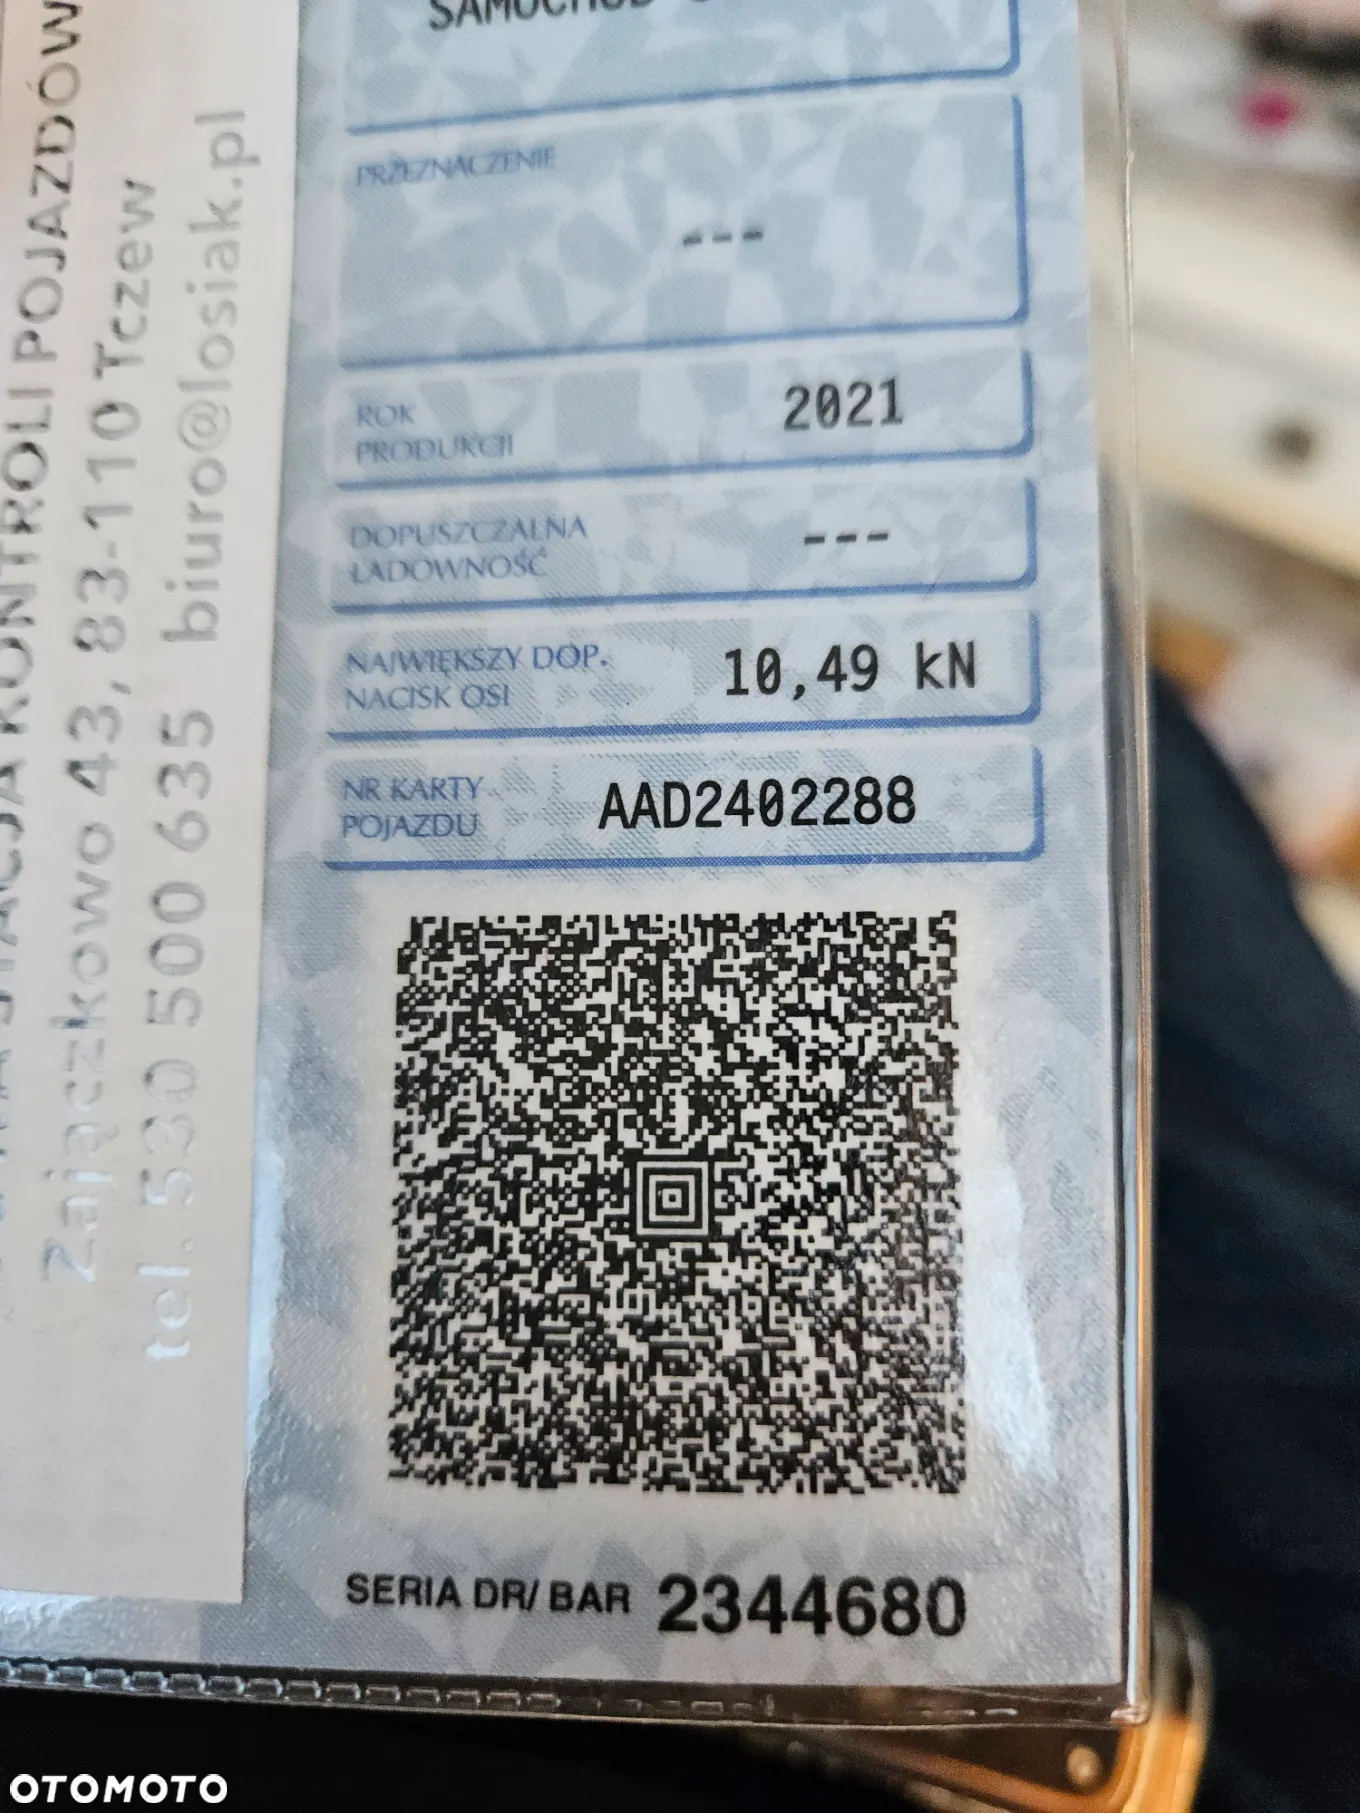 SAMOCHÓD
PRZEZNACZENIE
---
ROK
PRODUKCJI
2021
DOPUSZCZALNA
ŁADOWNOŚĆ
---
NAJWIĘKSZY DOP.
NACISK OSI
10,49 kN
NR KARTY
POJAZDU
AAD2402288
SERIA DR/BAR 2344680
STACJA KONTROLI POJAZDÓW
Zajączkowo 43, 83-110 Tczew
tel. 530 500 635 biuro@losiak.pl
OTOMOTO